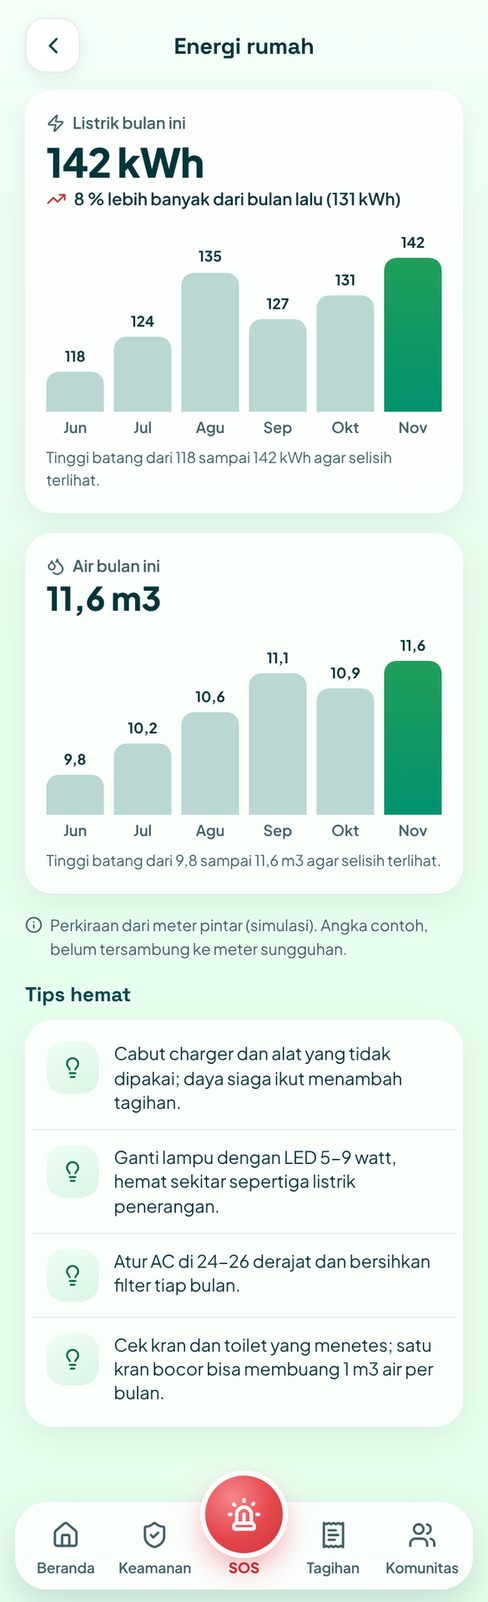 Energi rumah
Listrik bulan ini
142 kWh
8 % lebih banyak dari bulan lalu (131 kWh)
118
124
135
127
131
142
Jun
Jul
Agu
Sep
Okt
Nov
Tinggi batang dari 118 sampai 142 kWh agar selisih
terlihat.
Air bulan ini
11,6 m3
9,8
10,2
10,6
11,1
10,9
11,6
Jun
Jul
Agu
Sep
Okt
Nov
Tinggi batang dari 9,8 sampai 11,6 m3 agar selisih terlihat.
Perkiraan dari meter pintar (simulasi). Angka contoh,
belum tersambung ke meter sungguhan.
Tips hemat
Cabut charger dan alat yang tidak
dipakai; daya siaga ikut menambah
tagihan.
Ganti lampu dengan LED 5–9 watt,
hemat sekitar sepertiga listrik
penerangan.
Atur AC di 24–26 derajat dan bersihkan
filter tiap bulan.
Cek kran dan toilet yang menetes; satu
kran bocor bisa membuang 1 m3 air per
bulan.
Beranda
Keamanan
SOS
Tagihan
Komunitas